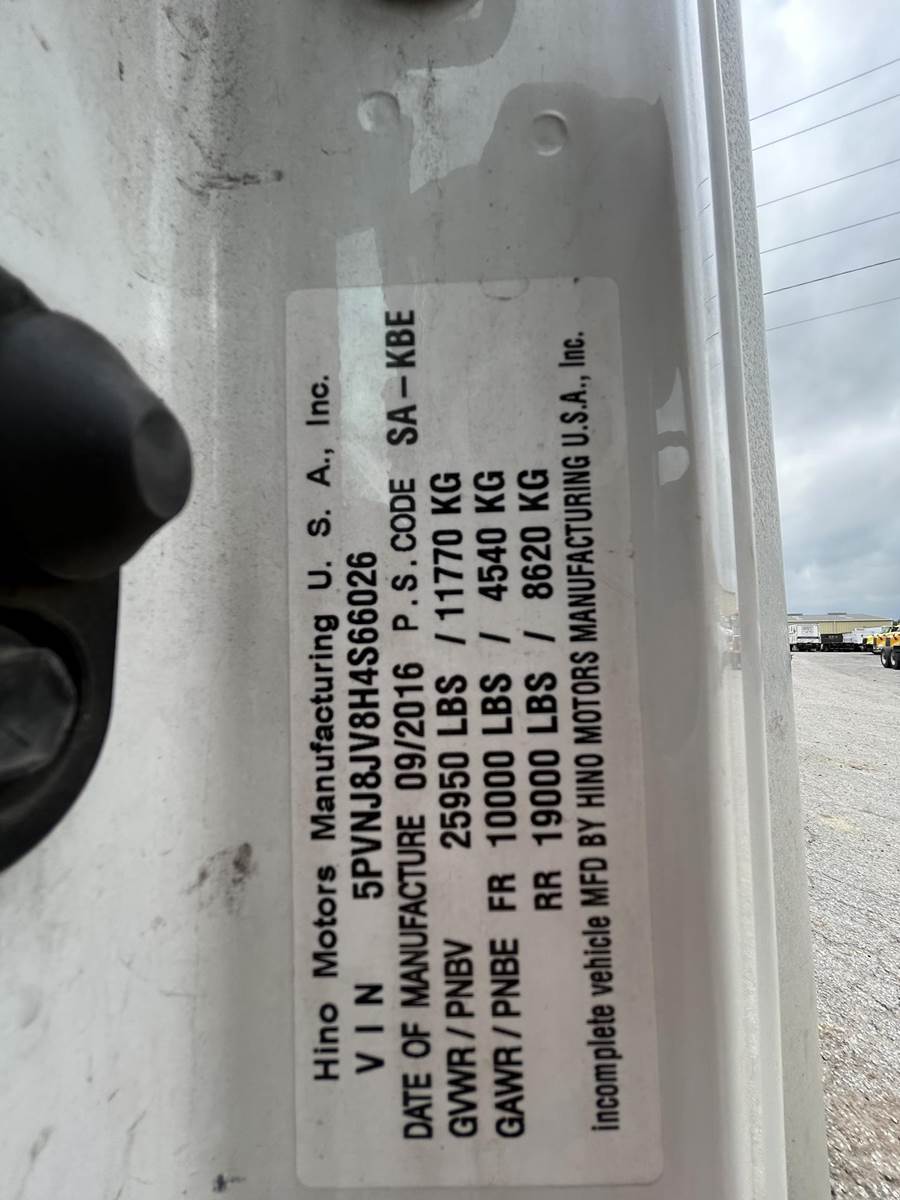 Hino Motors Manufacturing U. S. A., Inc.
VIN 5PVNJ8JV8H4S66026
DATE OF MANUFACTURE 09/2016 P.S.CODE SA-KBE
GVWR/PNBV 25950 LBS / 11770 KG
GAWR/PNBE FR 10000 LBS / 4540 KG
RR 19000 LBS / 8620 KG
incomplete vehicle MFD BY HINO MOTORS MANUFACTURING U.S.A., Inc.